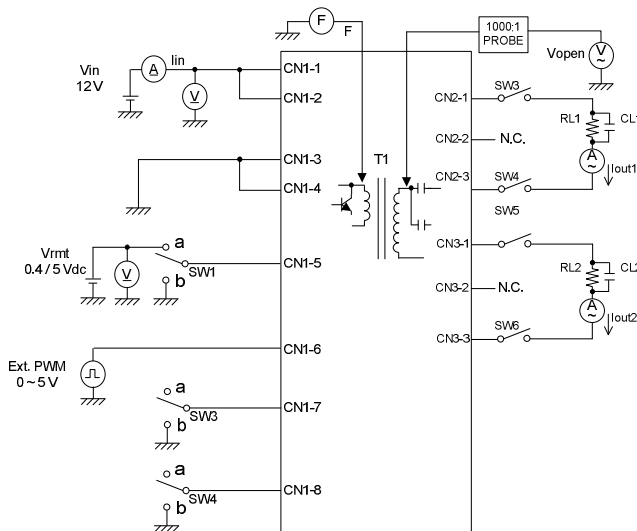 F
F
1000:1
PROBE
Vopen
V
~
Vin
12V
A
Iin
V
CN1-1
CN1-2
CN1-3
CN1-4
T1
CN2-1
SW3
RL1
CL1
CN2-2
N.C.
A
~
CN2-3
SW4
Iout1
SW5
Vrmt
0.4/5 Vdc
V
a
b
SW1
CN1-5
CN3-1
RL2
CL2
CN3-2
N.C.
A
~
Iout2
SW6
CN3-3
Ext. PWM
0~5 V
CN1-6
a
b
SW3
CN1-7
a
b
SW4
CN1-8